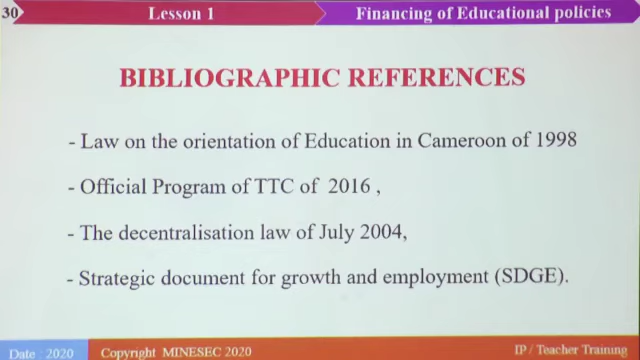 30
Lesson 1
Financing of Educational policies
BIBLIOGRAPHIC REFERENCES
- Law on the orientation of Education in Cameroon of 1998
- Official Program of TTC of 2016 ,
- The decentralisation law of July 2004,
- Strategic document for growth and employment (SDGE).
Date : 2020
Copyright MINESEC 2020
IP / Teacher Training